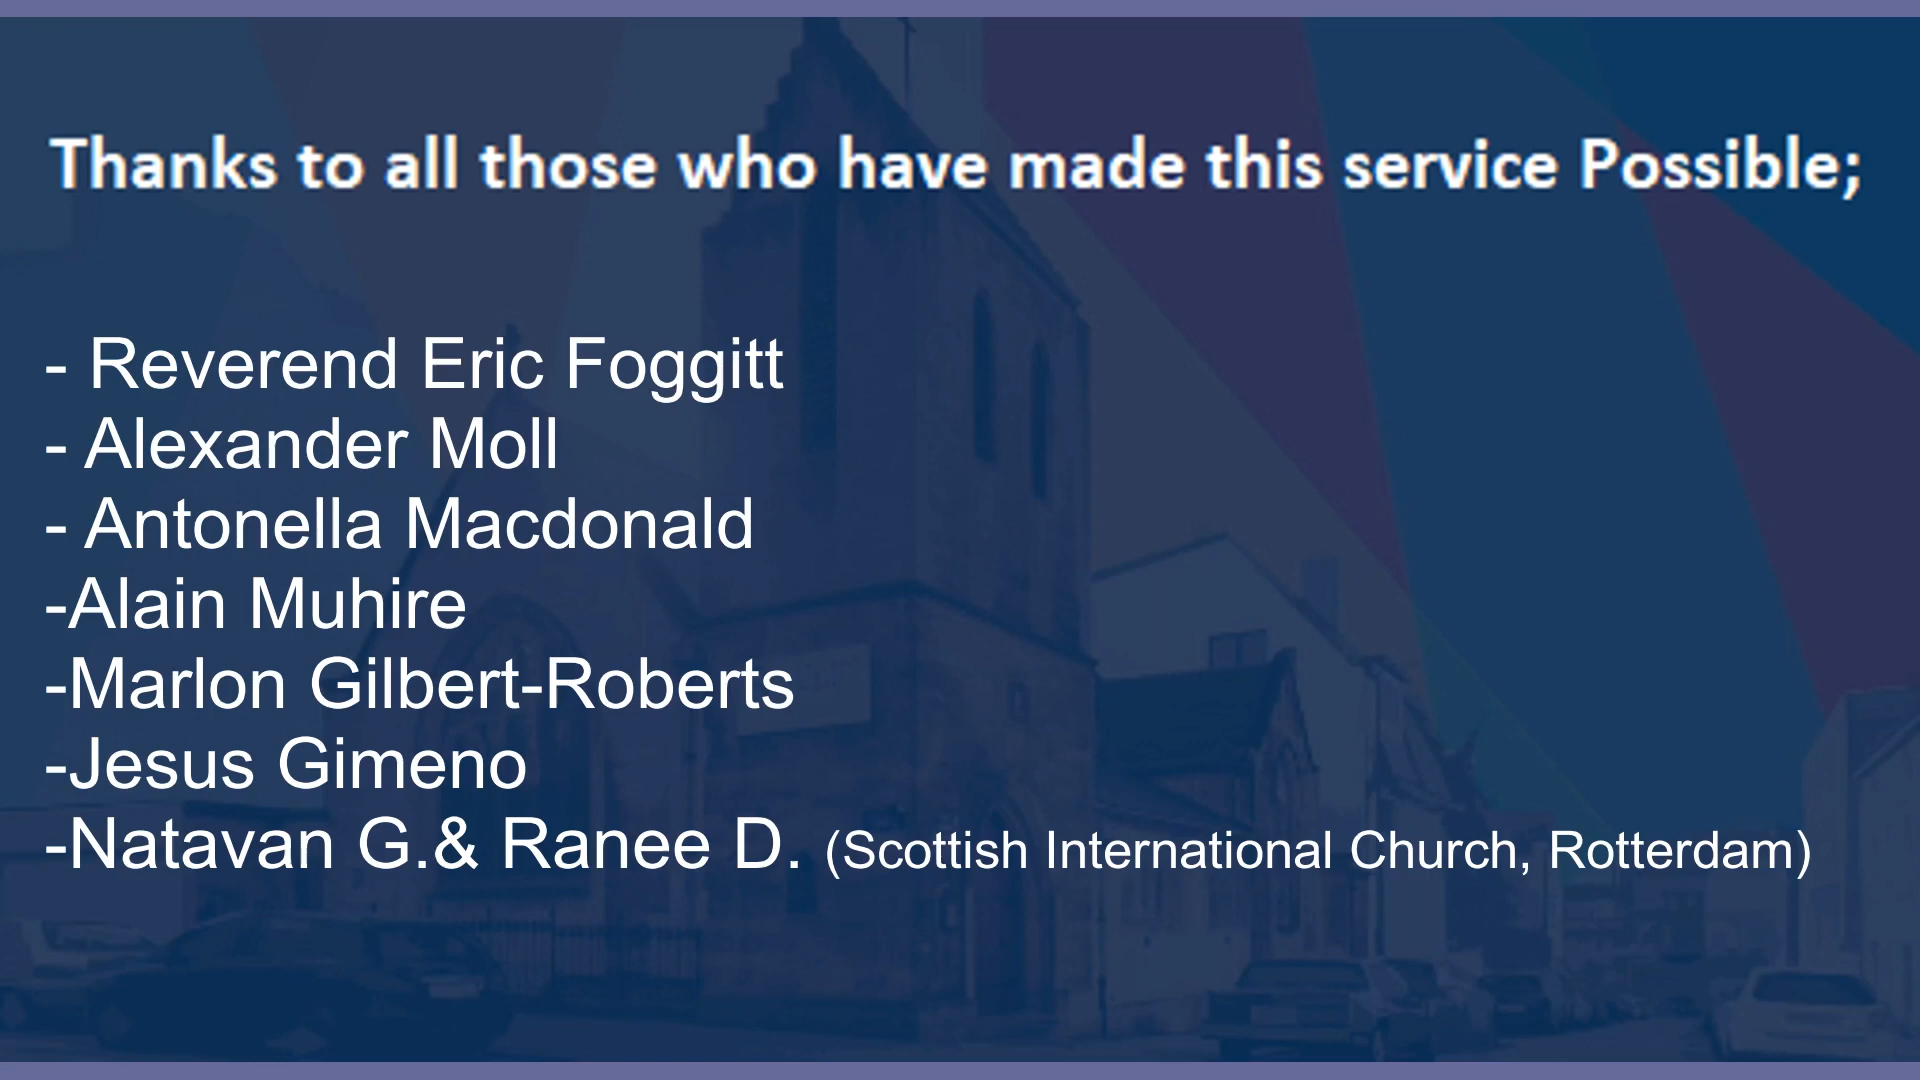 Thanks to all those who have made this service Possible;
- Reverend Eric Foggitt
- Alexander Moll
- Antonella Macdonald
-Alain Muhire
-Marlon Gilbert-Roberts
-Jesus Gimeno
-Natavan G.& Ranee D. (Scottish International Church, Rotterdam)